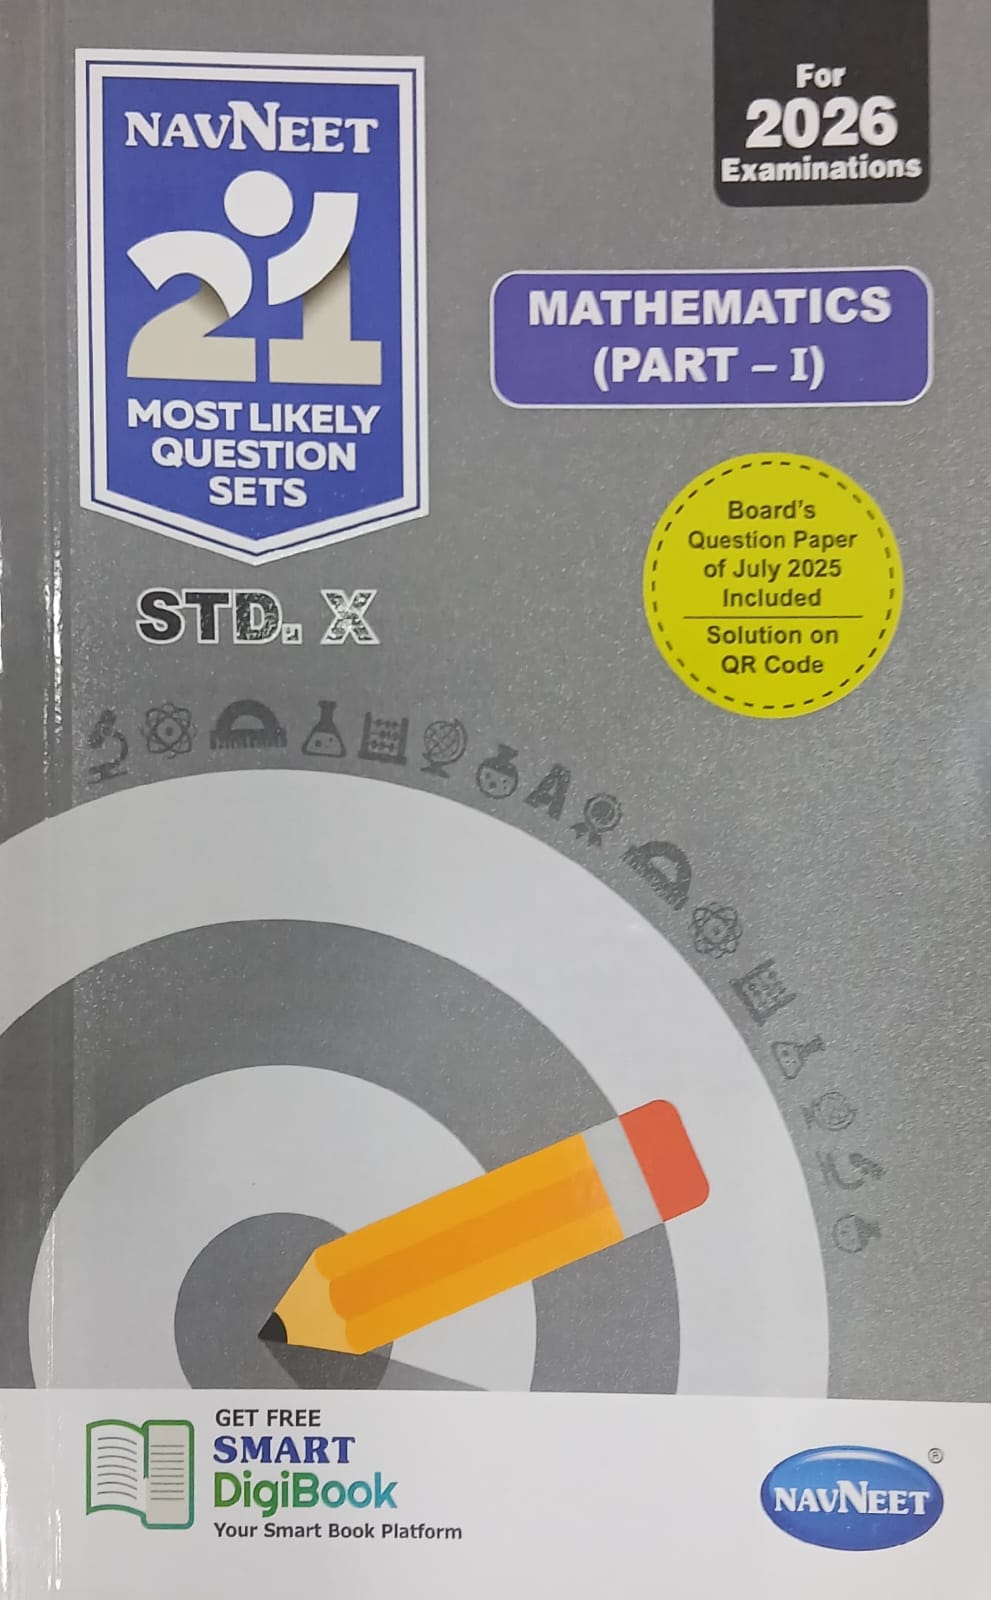 NAVNEET
21
MOST LIKELY
QUESTION
SETS
STD. X
For
2026
Examinations
MATHEMATICS
(PART – I)
Board's
Question Paper
of July 2025
Included
Solution on
QR Code
A
GET FREE
SMART
DigiBook
Your Smart Book Platform
NAVNEET ®